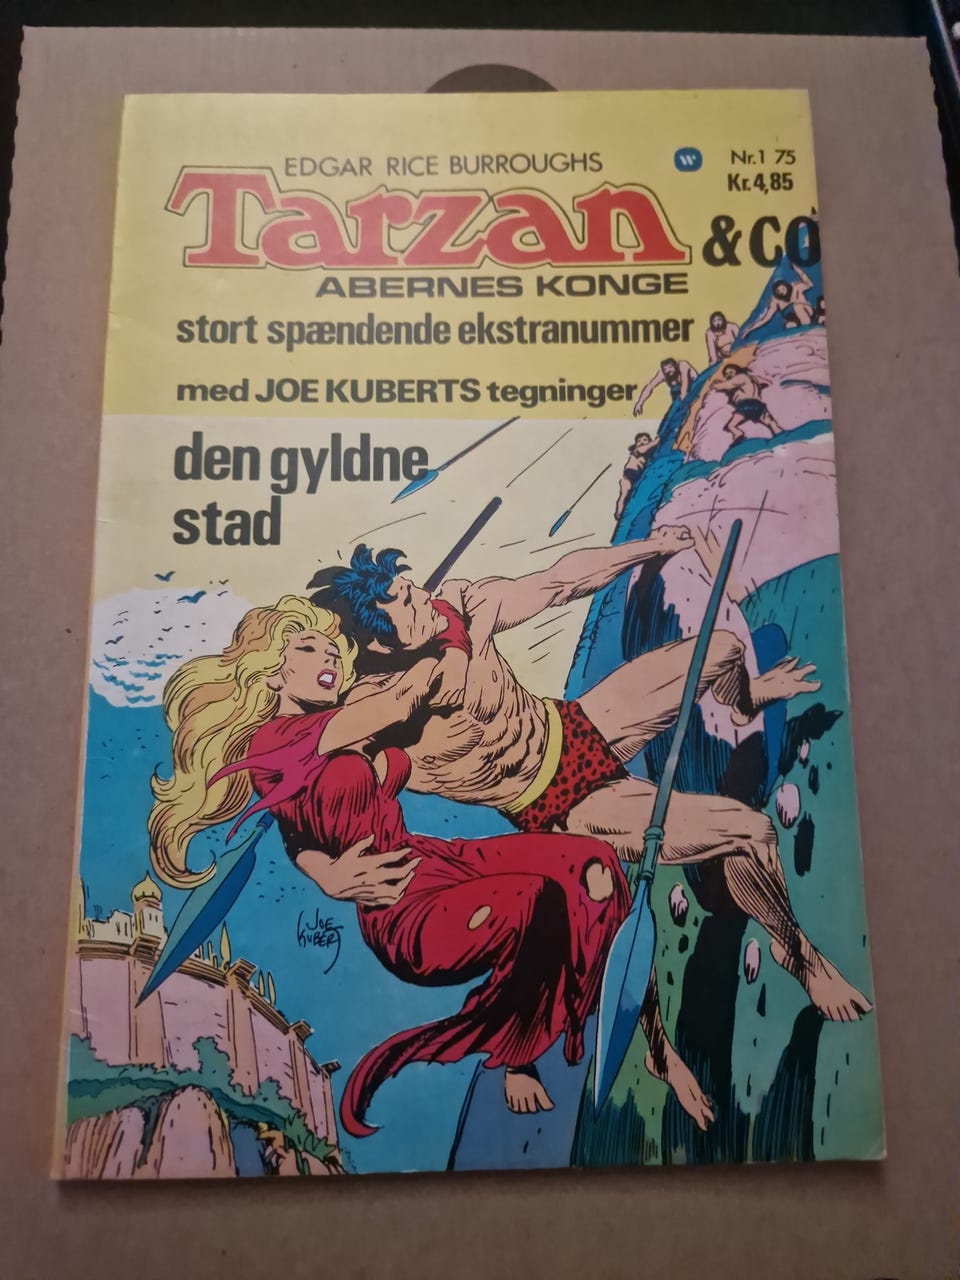 EDGAR RICE BURROUGHS
W
Nr.1 75
Kr.4,85
Tarzan & CO
ABERNES KONGE
stort spændende ekstranummer
med JOE KUBERTS tegninger
den gyldne
stad
JOE
KUBERT